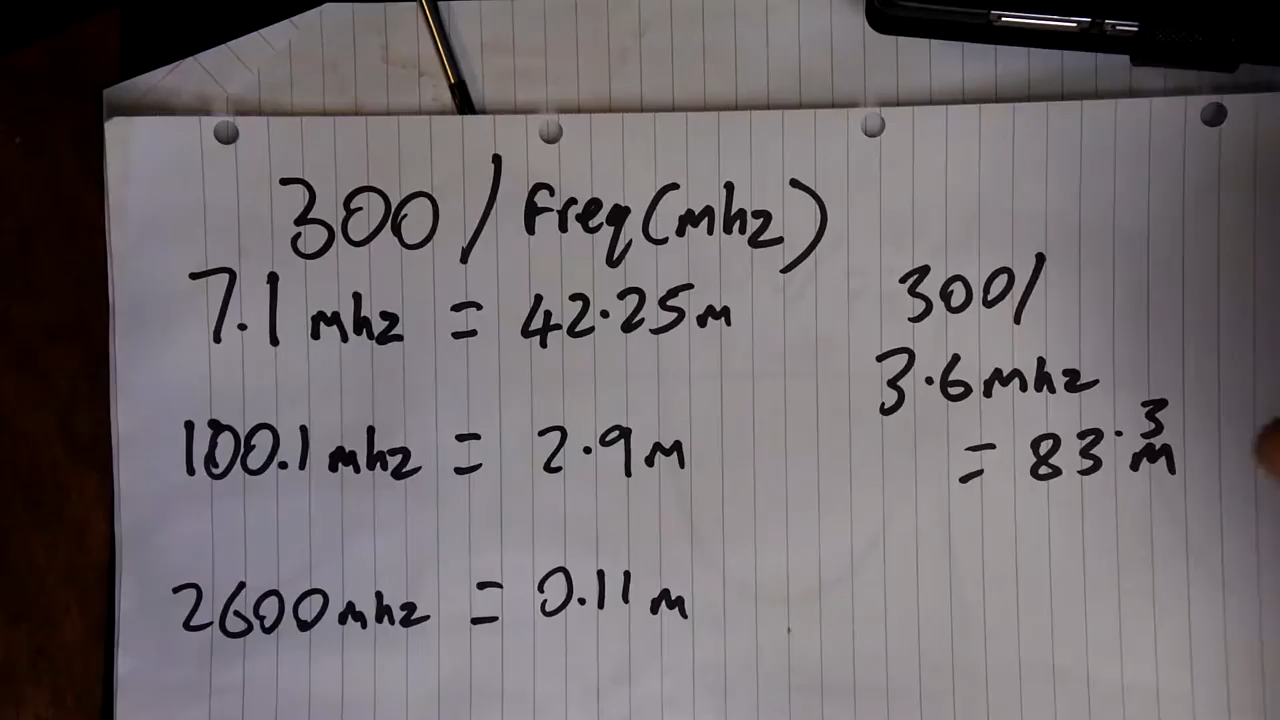 300 / Freq(mhz)
7.1 mhz = 42.25m
100.1 mhz = 2.9m
2600mhz = 0.11m
300/
3.6mhz
= 83.3m